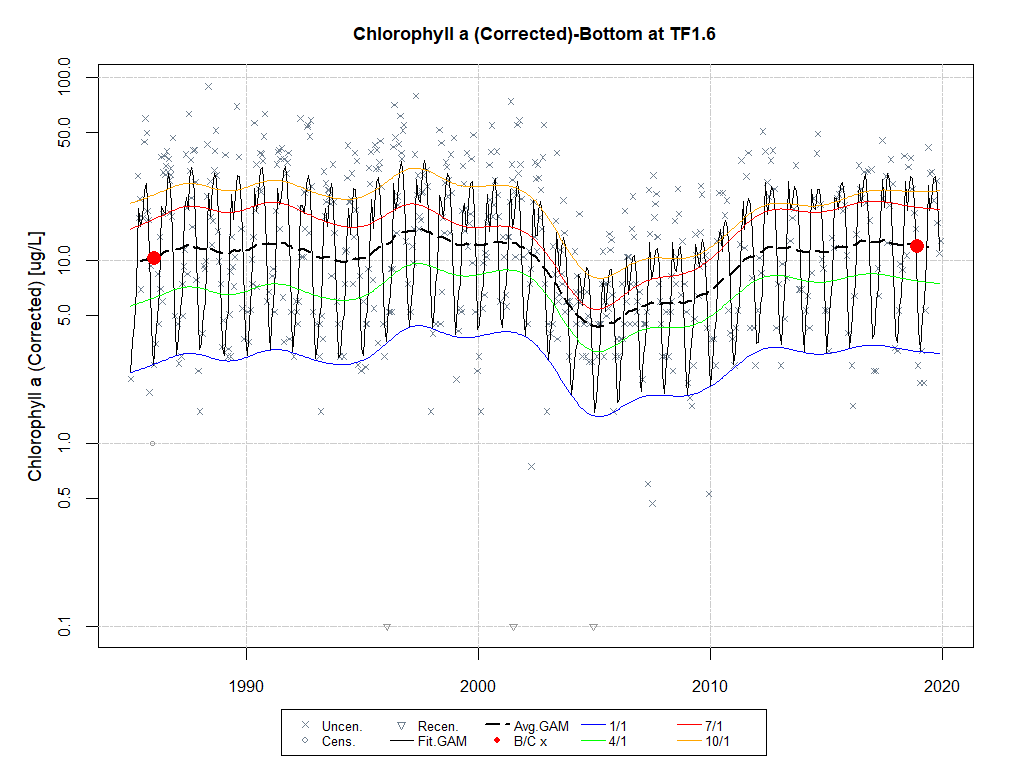 Chlorophyll a (Corrected)-Bottom at TF1.6
Chlorophyll a (Corrected) [ug/L]
100.0
50.0
10.0
5.0
1.0
0.5
0.1
1990 2000 2010 2020
Uncen. Recen. Avg.GAM 1/1 7/1
Cens. Fit.GAM B/C x 4/1 10/1